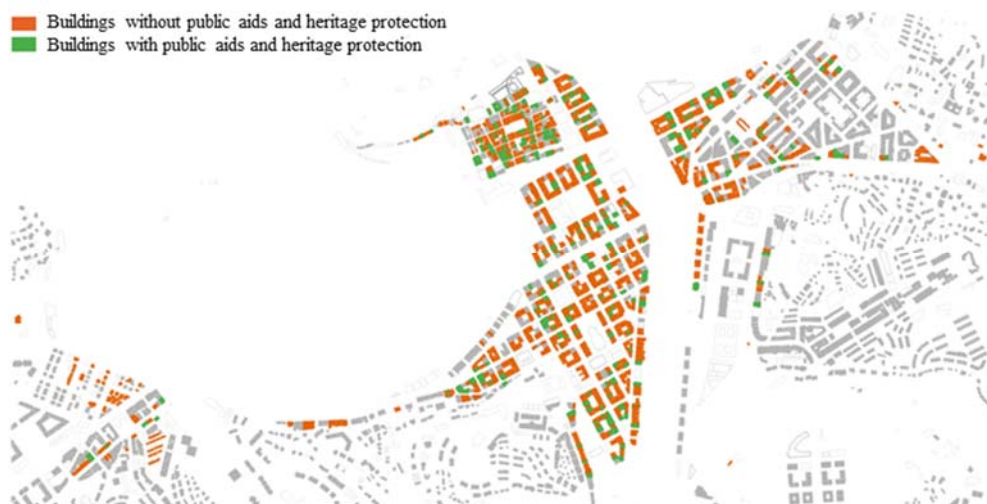 Buildings without public aids and heritage protection
Buildings with public aids and heritage protection